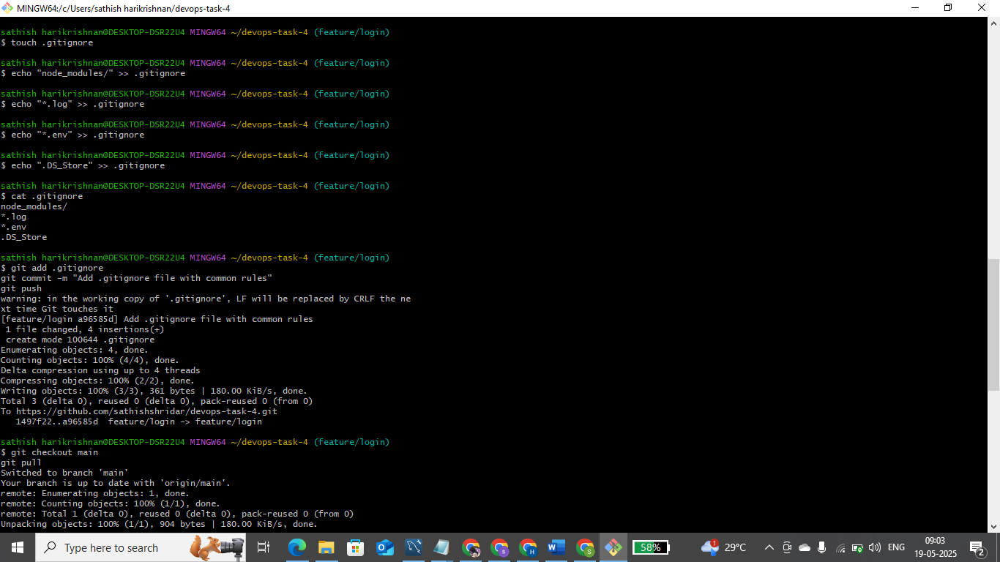 MINGW64:/c/Users/sathish harikrishnan/devops-task-4
sathish harikrishnan@DESKTOP-DSR22U4 MINGW64 ~/devops-task-4 (feature/login)
$ touch .gitignore
sathish harikrishnan@DESKTOP-DSR22U4 MINGW64 ~/devops-task-4 (feature/login)
$ echo "node_modules/" >> .gitignore
sathish harikrishnan@DESKTOP-DSR22U4 MINGW64 ~/devops-task-4 (feature/login)
$ echo "*.log" >> .gitignore
sathish harikrishnan@DESKTOP-DSR22U4 MINGW64 ~/devops-task-4 (feature/login)
$ echo "*.env" >> .gitignore
sathish harikrishnan@DESKTOP-DSR22U4 MINGW64 ~/devops-task-4 (feature/login)
$ echo ".DS_Store" >> .gitignore
sathish harikrishnan@DESKTOP-DSR22U4 MINGW64 ~/devops-task-4 (feature/login)
$ cat .gitignore
node_modules/
*.log
*.env
.DS_Store
sathish harikrishnan@DESKTOP-DSR22U4 MINGW64 ~/devops-task-4 (feature/login)
$ git add .gitignore
git commit -m "Add .gitignore file with common rules"
git push
warning: in the working copy of '.gitignore', LF will be replaced by CRLF the ne
xt time Git touches it
[feature/login a96585d] Add .gitignore file with common rules
1 file changed, 4 insertions(+)
create mode 100644 .gitignore
Enumerating objects: 4, done.
Counting objects: 100% (4/4), done.
Delta compression using up to 4 threads
Compressing objects: 100% (2/2), done.
Writing objects: 100% (3/3), 361 bytes | 180.00 KiB/s, done.
Total 3 (delta 0), reused 0 (delta 0), pack-reused 0 (from 0)
To https://github.com/sathishshridar/devops-task-4.git
1497f22..a96585d  feature/login -> feature/login
sathish harikrishnan@DESKTOP-DSR22U4 MINGW64 ~/devops-task-4 (feature/login)
$ git checkout main
git pull
Switched to branch 'main'
Your branch is up to date with 'origin/main'.
remote: Enumerating objects: 1, done.
remote: Counting objects: 100% (1/1), done.
remote: Total 1 (delta 0), reused 0 (delta 0), pack-reused 0 (from 0)
Unpacking objects: 100% (1/1), 904 bytes | 180.00 KiB/s, done.
Type here to search
S
H
S
58%
1
29°C
ENG
09:03
19-05-2025
2